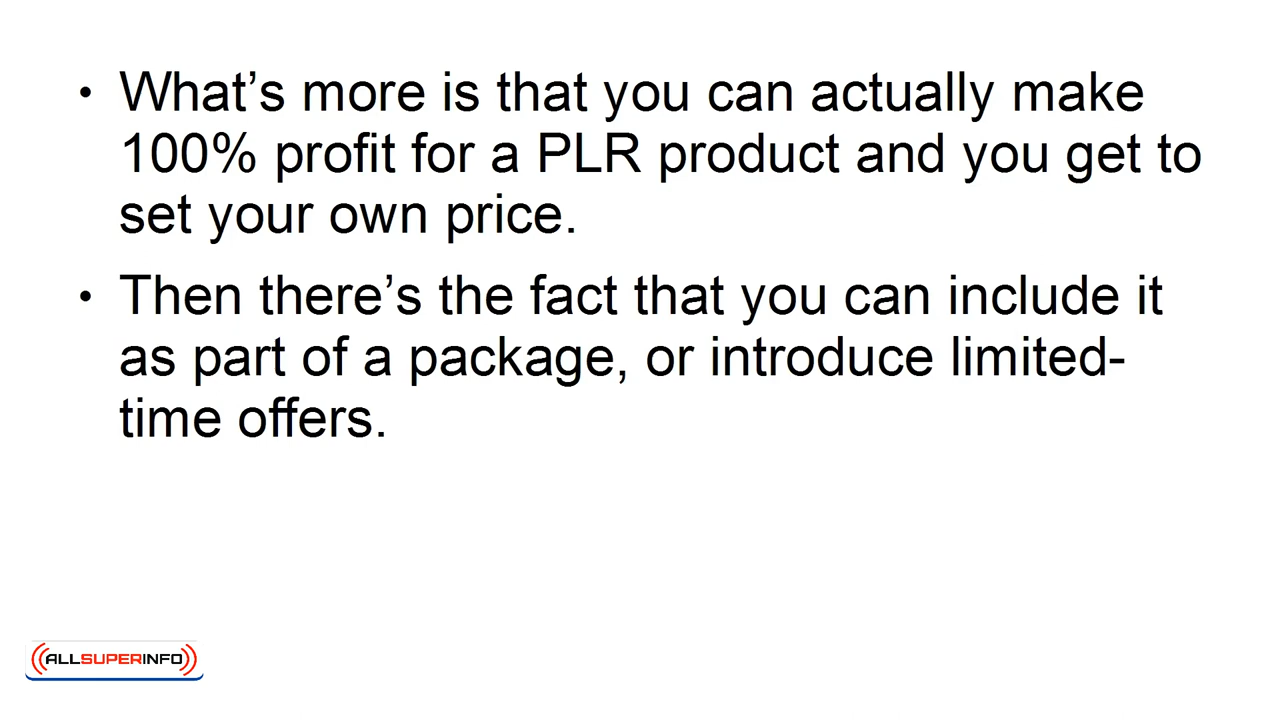 • What’s more is that you can actually make
100% profit for a PLR product and you get to
set your own price.
• Then there’s the fact that you can include it
as part of a package, or introduce limited-
time offers.
ALLSUPERINFO